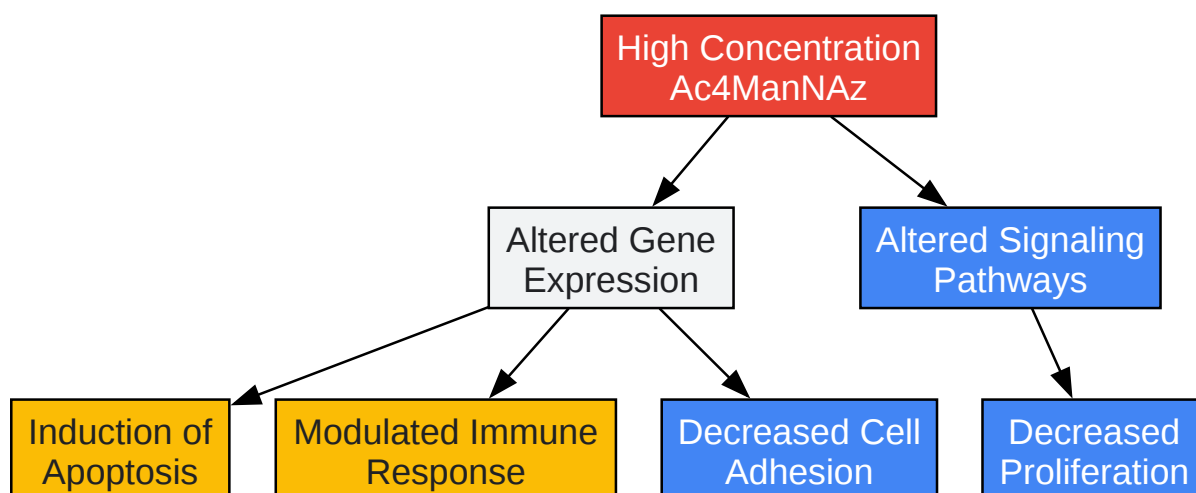 High Concentration
Ac4ManNAz
Altered Gene
Expression
Altered Signaling
Pathways
Induction of
Apoptosis
Modulated Immune
Response
Decreased Cell
Adhesion
Decreased
Proliferation